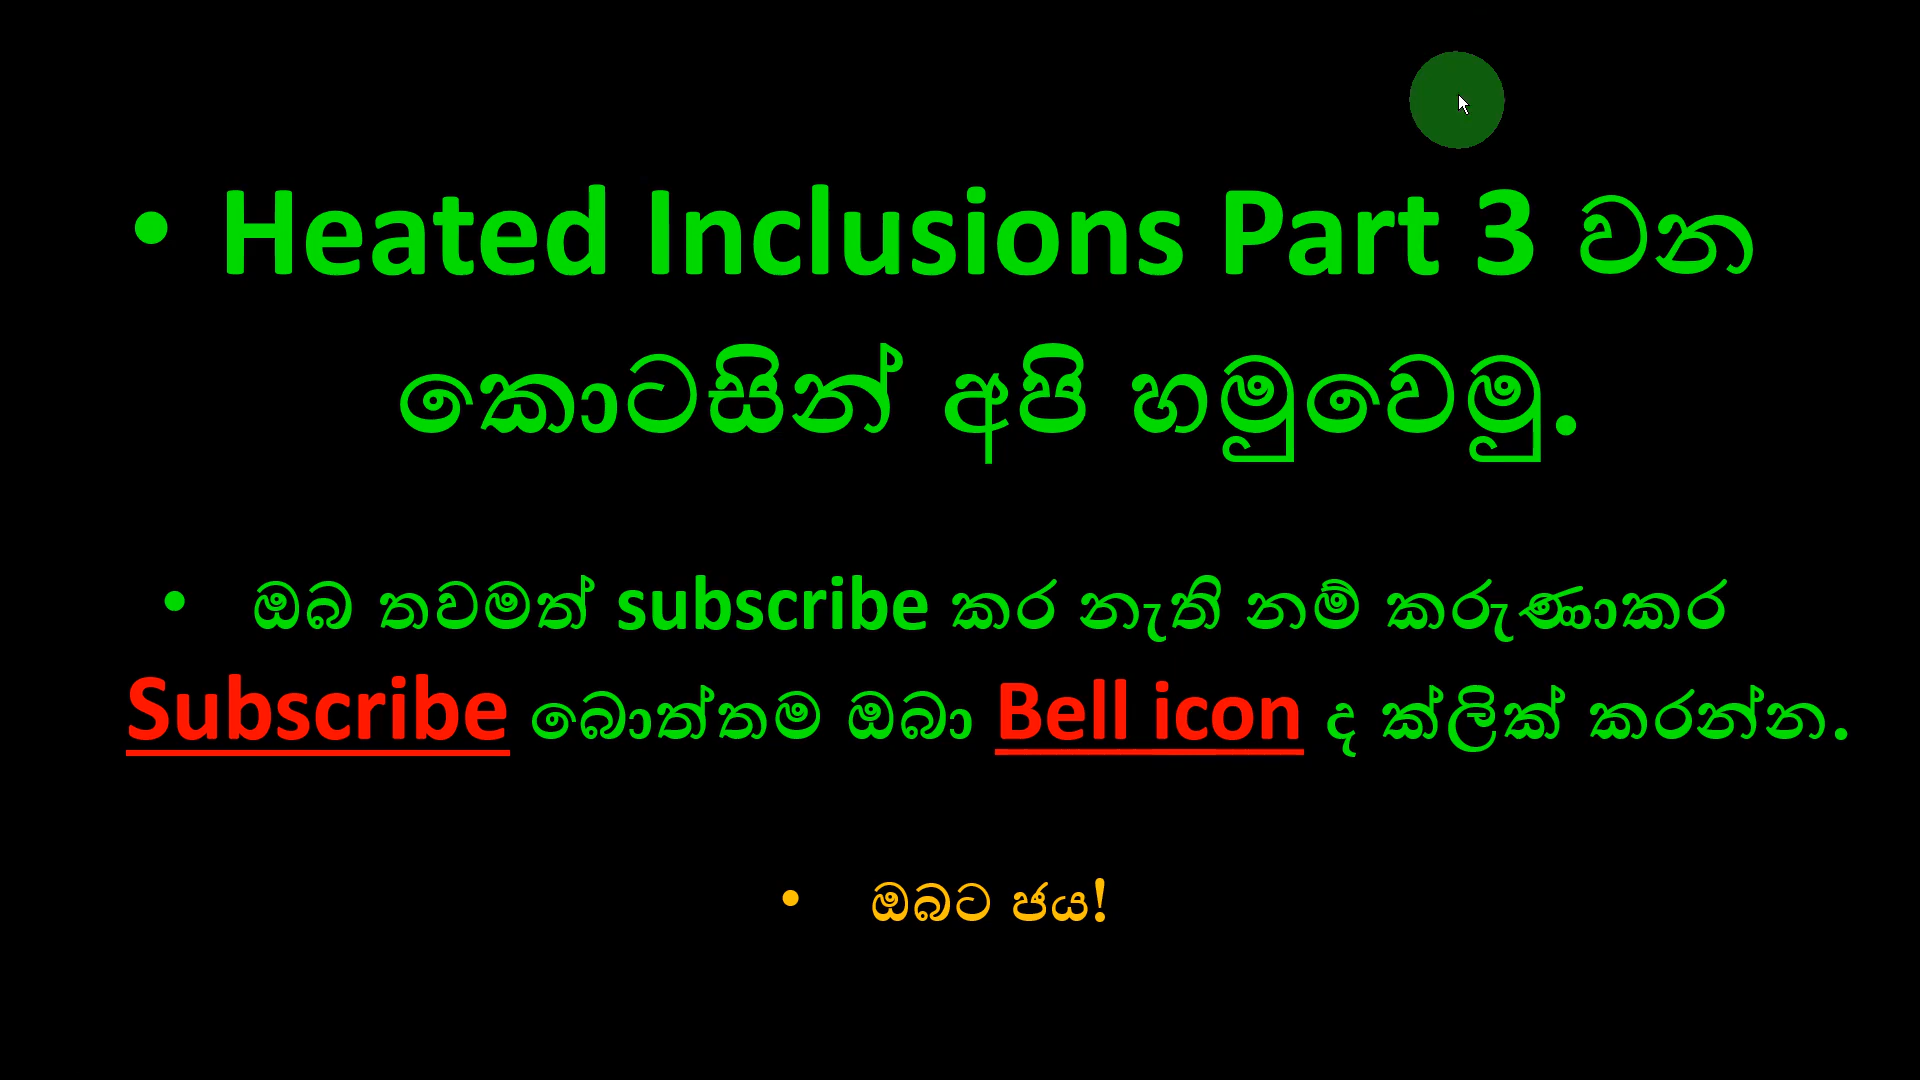 • Heated Inclusions Part 3 වන
කොටසින් අපි හමුවෙමු.
• ඔබ තවමත් subscribe කර නැති නම් කරුණාකර
Subscribe බොත්තම ඔබා Bell icon ද ක්ලික් කරන්න.
• ඔබට ජය!